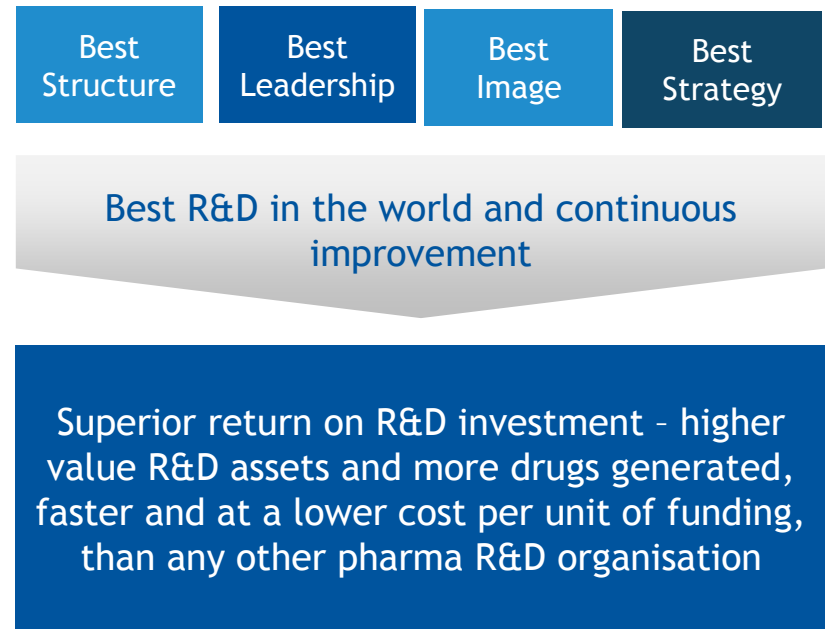 Best
Structure
Best
Leadership
Best
Image
Best
Strategy
Best R&D in the world and continuous
improvement
Superior return on R&D investment – higher
value R&D assets and more drugs generated,
faster and at a lower cost per unit of funding,
than any other pharma R&D organisation